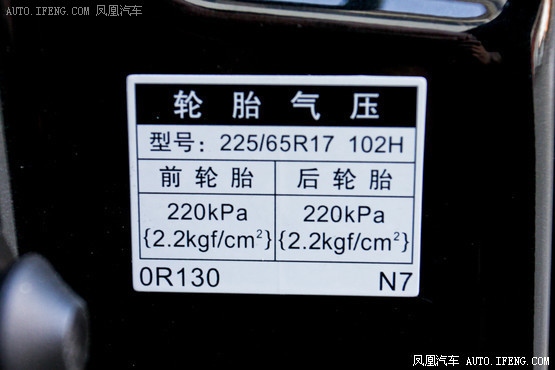 AUTO.IFENG.COM 凤凰汽车
轮胎气压
型号: 225/65R17 102H
前轮胎 后轮胎
220kPa 220kPa
{2.2kgf/cm²} {2.2kgf/cm²}
0R130 N7
凤凰汽车 AUTO.IFENG.COM